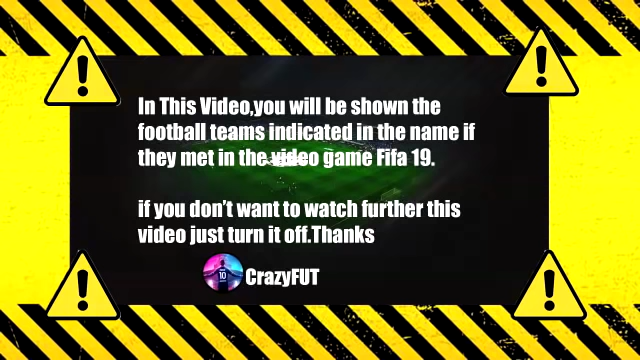 In This Video,you will be shown the
football teams indicated in the name if
they met in the video game Fifa 19.
if you don't want to watch further this
video just turn it off.Thanks
10
CrazyFUT